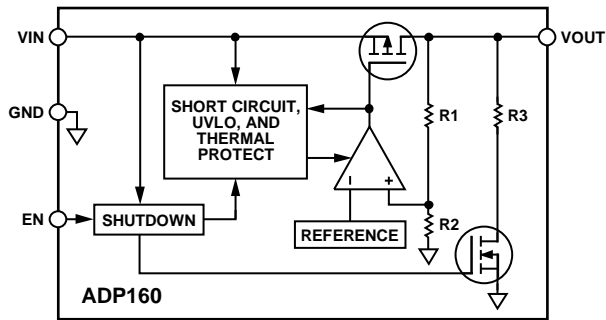 VIN
VOUT
GND
SHORT CIRCUIT,
UVLO, AND
THERMAL
PROTECT
R1
R3
EN
SHUTDOWN
– +
REFERENCE
R2
ADP160